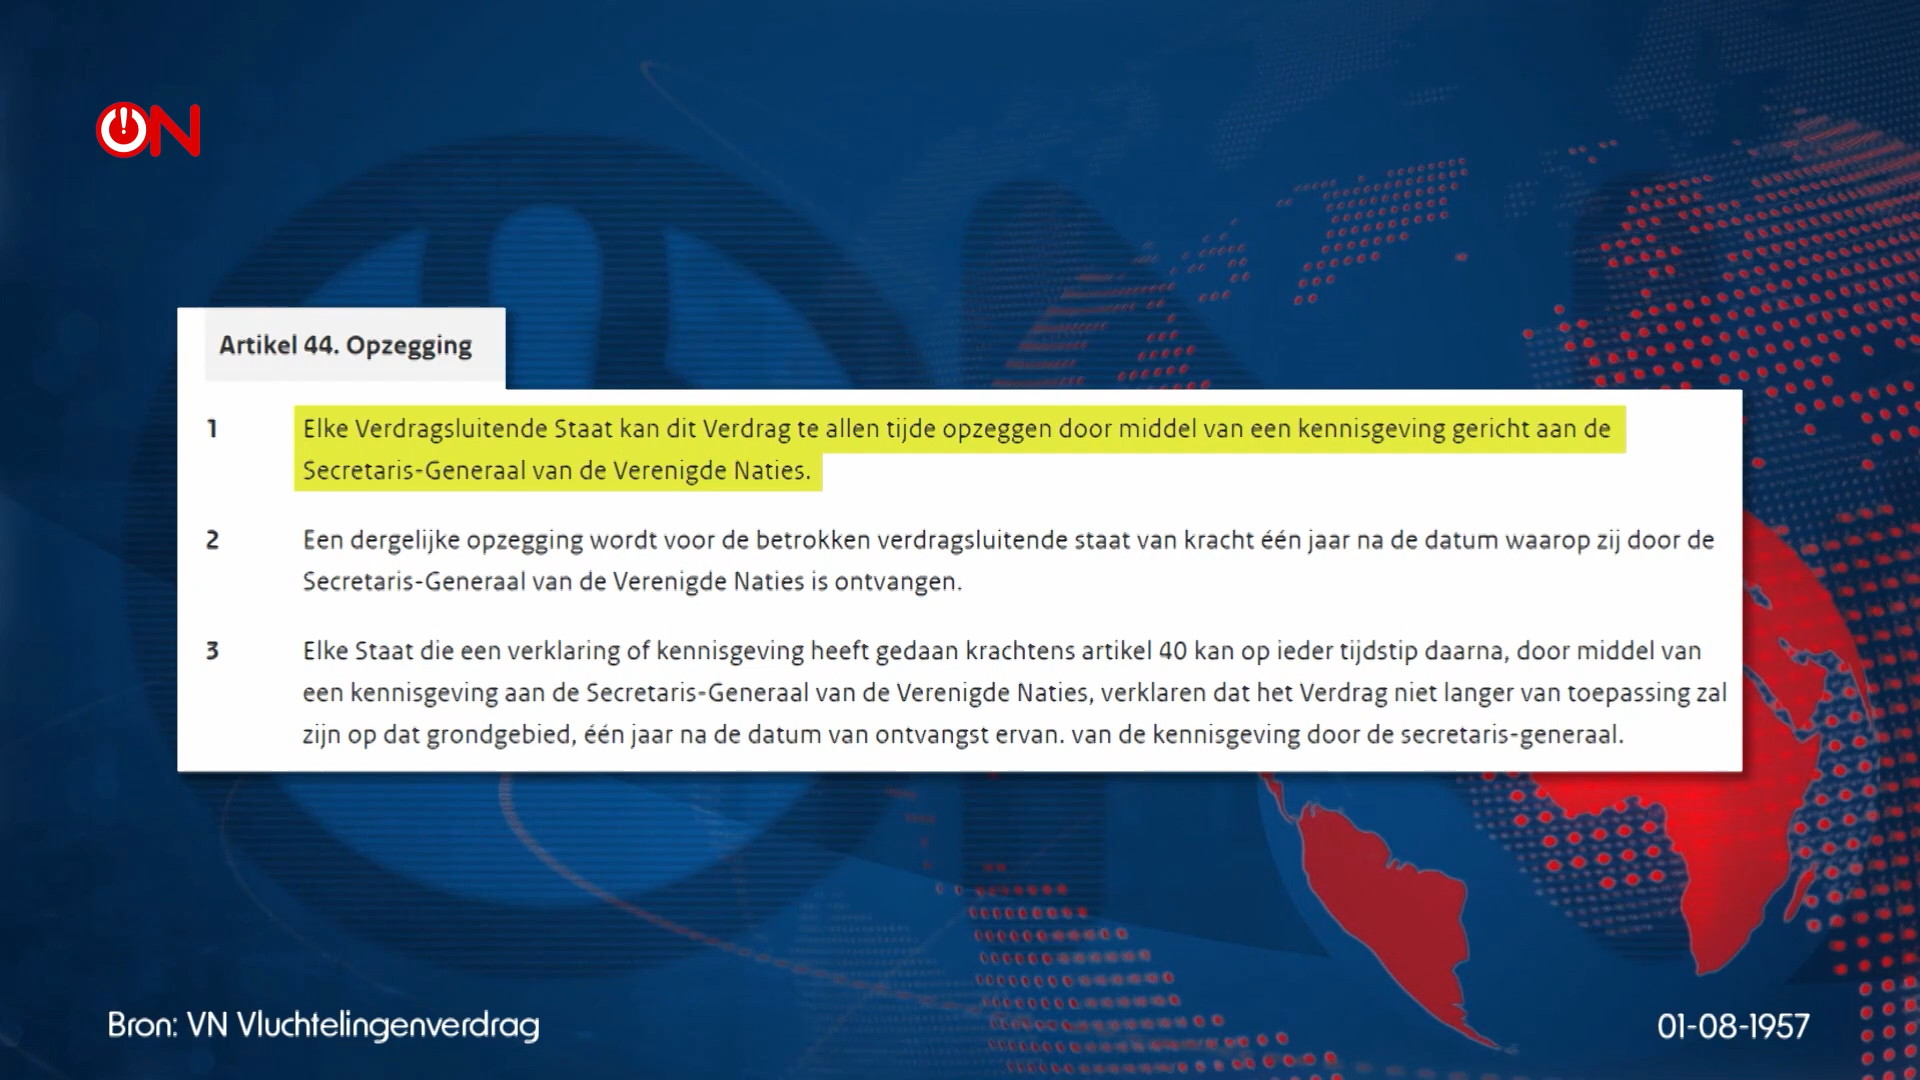 ON
Artikel 44. Opzegging
1 Elke Verdragsluitende Staat kan dit Verdrag te allen tijde opzeggen door middel van een kennisgeving gericht aan de
Secretaris-Generaal van de Verenigde Naties.
2 Een dergelijke opzegging wordt voor de betrokken verdragsluitende staat van kracht één jaar na de datum waarop zij door de
Secretaris-Generaal van de Verenigde Naties is ontvangen.
3 Elke Staat die een verklaring of kennisgeving heeft gedaan krachtens artikel 40 kan op ieder tijdstip daarna, door middel van
een kennisgeving aan de Secretaris-Generaal van de Verenigde Naties, verklaren dat het Verdrag niet langer van toepassing zal
zijn op dat grondgebied, één jaar na de datum van ontvangst ervan. van de kennisgeving door de secretaris-generaal.
Bron: VN Vluchtelingenverdrag
01-08-1957